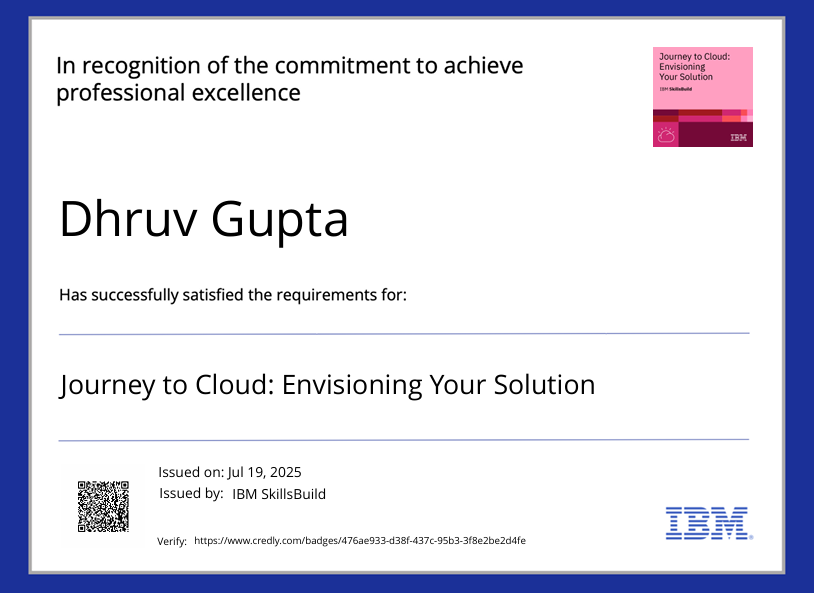 In recognition of the commitment to achieve
professional excellence
Journey to Cloud:
Envisioning
Your Solution
IBM SkillsBuild
IBM
Dhruv Gupta
Has successfully satisfied the requirements for:
Journey to Cloud: Envisioning Your Solution
Issued on: Jul 19, 2025
Issued by: IBM SkillsBuild
Verify: https://www.credly.com/badges/476ae933-d38f-437c-95b3-3f8e2be2d4fe
IBM®